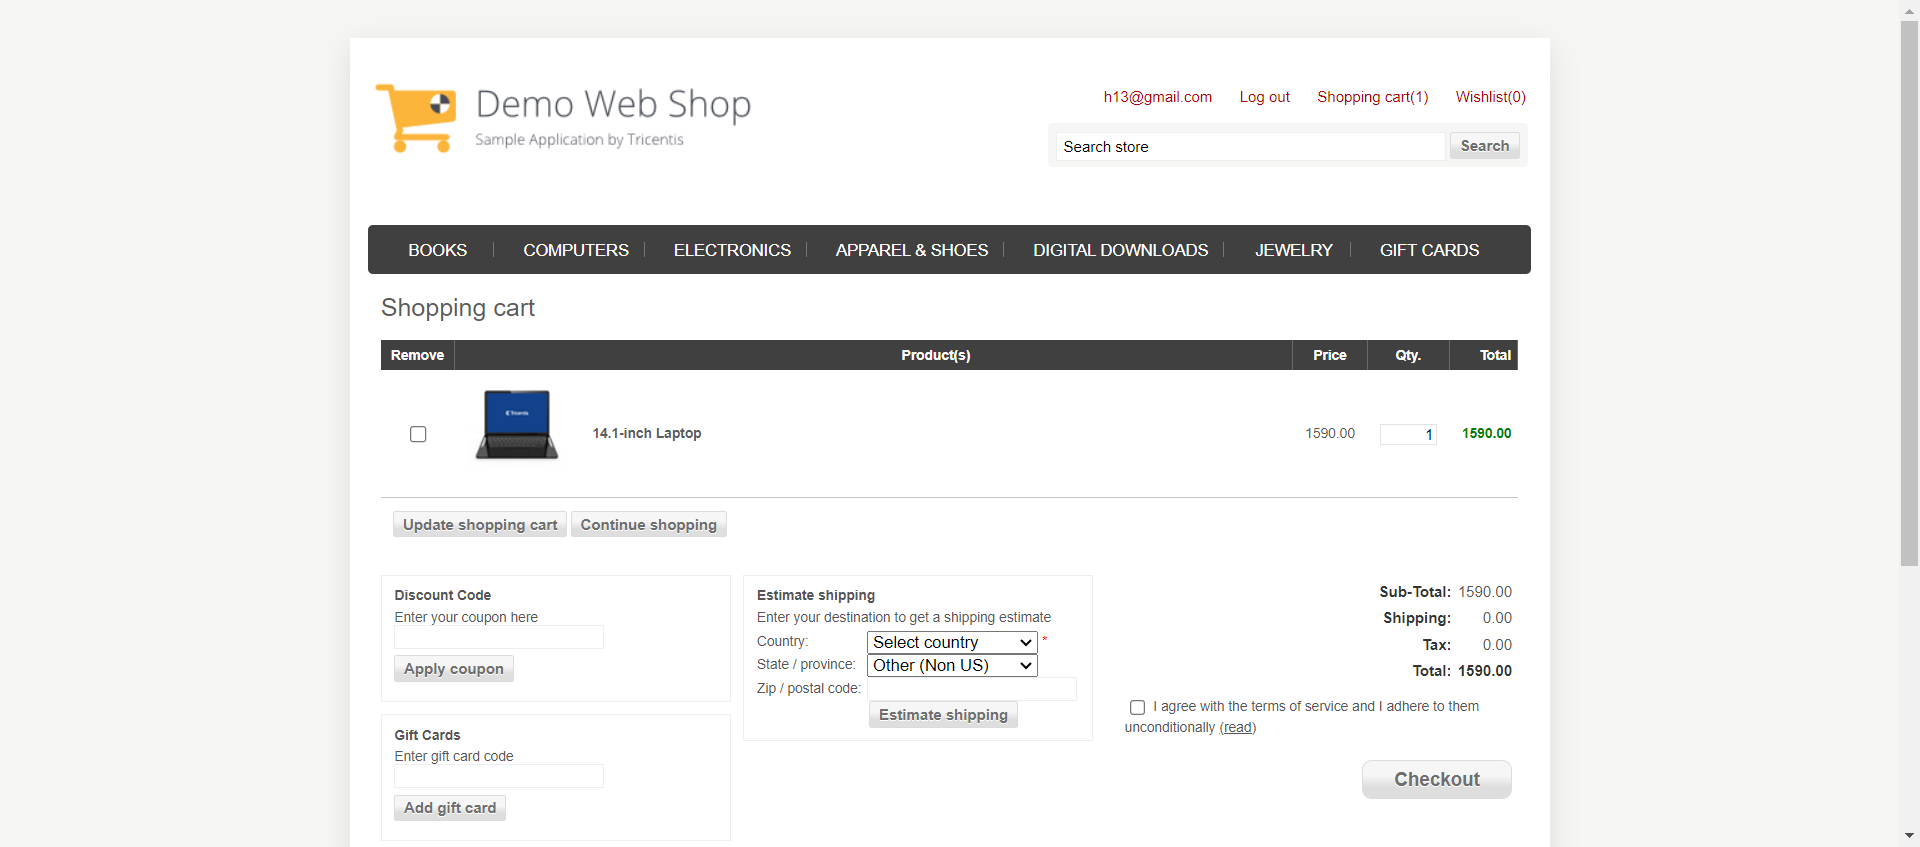 Demo Web Shop
Sample Application by Tricentis
h13@gmail.com Log out Shopping cart(1) Wishlist(0)
Search store Search
BOOKS COMPUTERS ELECTRONICS APPAREL & SHOES DIGITAL DOWNLOADS JEWELRY GIFT CARDS
Shopping cart
Remove Product(s) Price Qty. Total
Tricentis
14.1-inch Laptop 1590.00 1 1590.00
Update shopping cart Continue shopping
Discount Code
Enter your coupon here
Apply coupon
Gift Cards
Enter gift card code
Add gift card
Estimate shipping
Enter your destination to get a shipping estimate
Country: Select country *
State / province: Other (Non US)
Zip / postal code:
Estimate shipping
Sub-Total: 1590.00
Shipping: 0.00
Tax: 0.00
Total: 1590.00
I agree with the terms of service and I adhere to them
unconditionally (read)
Checkout